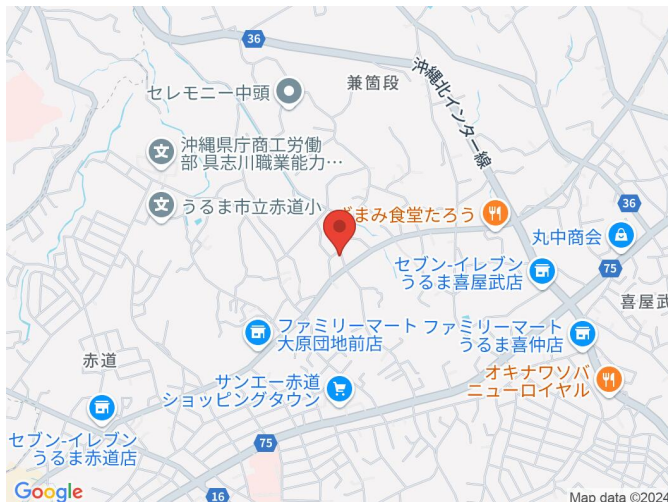 36
沖縄北インター線
兼箇段
セレモニー中頭
沖縄県庁商工労働
部 具志川職業能力…
うるま市立赤道小
ざまみ食堂たろう
36
丸中商会
75
セブン-イレブン
うるま喜屋武店
喜屋武
ファミリーマート
大原団地前店
ファミリーマート
うるま喜仲店
赤道
サンエー赤道
ショッピングタウン
オキナワソバ
ニューロイヤル
セブン-イレブン
うるま赤道店
75
16
Google
Map data ©2024